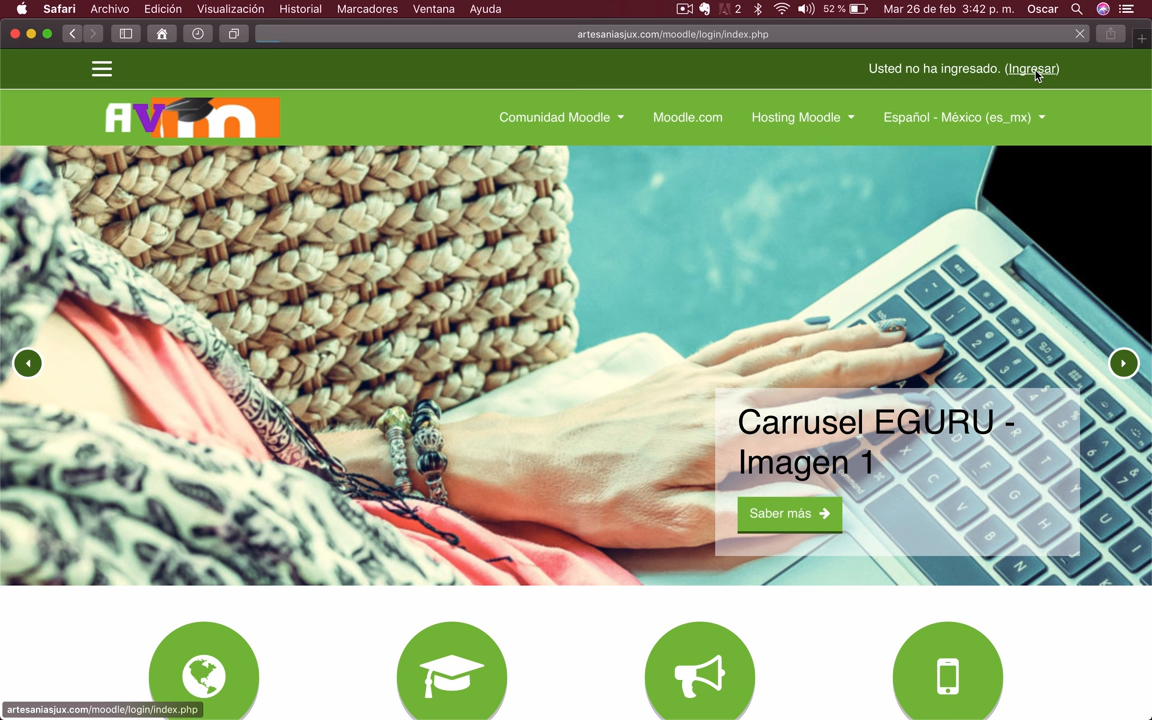 Safari Archivo Edición Visualización Historial Marcadores Ventana Ayuda 2 52 % Mar 26 de feb 3:42 p. m. Oscar
artesaniasjux.com/moodle/login/index.php
Usted no ha ingresado. (Ingresar)
AVm Comunidad Moodle Moodle.com Hosting Moodle Español - México (es_mx)
Carrusel EGURU -
Imagen 1
Saber más
artesaniasjux.com/moodle/login/index.php